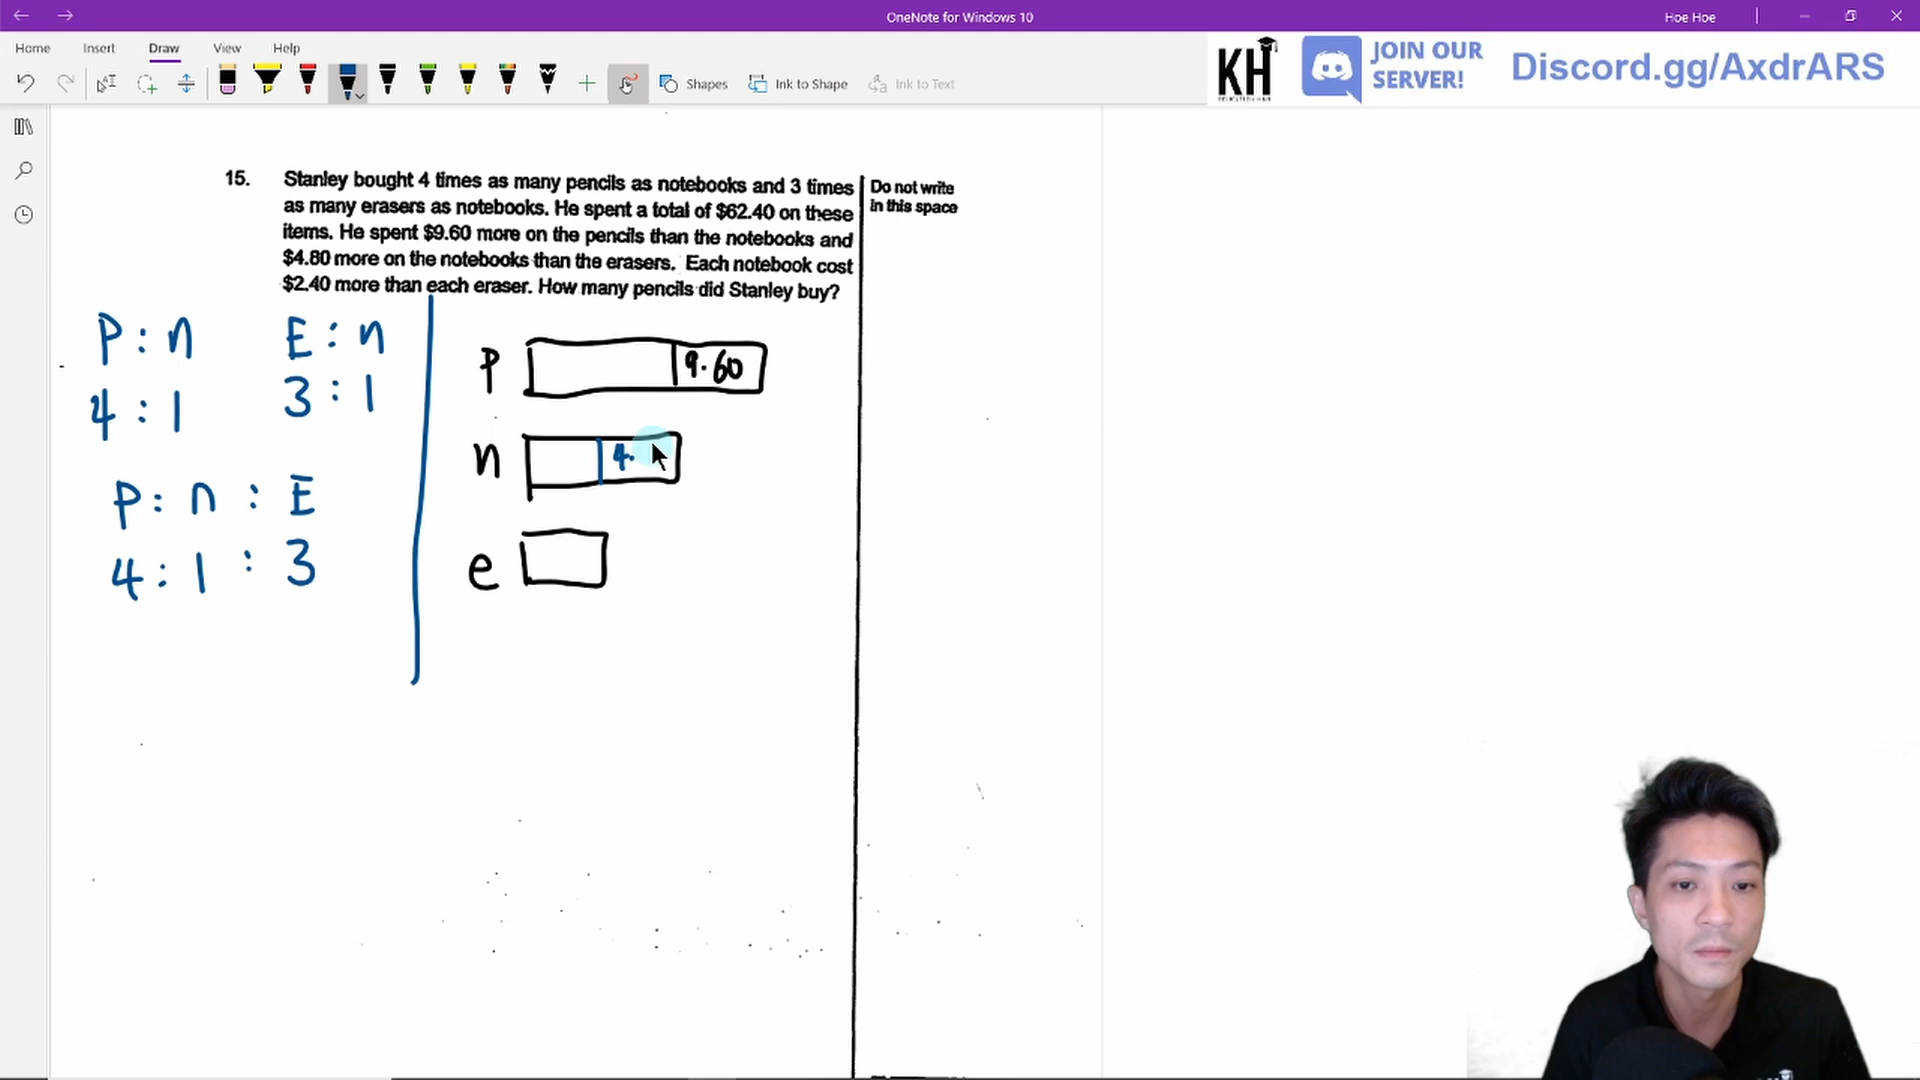 OneNote for Windows 10
Hoe Hoe
Home Insert Draw View Help
Shapes
Ink to Shape
Ink to Text
KH
JOIN OUR
SERVER!
Discord.gg/AxdrARS
15. Stanley bought 4 times as many pencils as notebooks and 3 times
as many erasers as notebooks. He spent a total of $62.40 on these
items. He spent $9.60 more on the pencils than the notebooks and
$4.80 more on the notebooks than the erasers. Each notebook cost
$2.40 more than each eraser. How many pencils did Stanley buy?
Do not write
in this space
P : n
4 : 1
E : n
3 : 1
P : n : E
4 : 1 : 3
P 9.60
n 4.
e